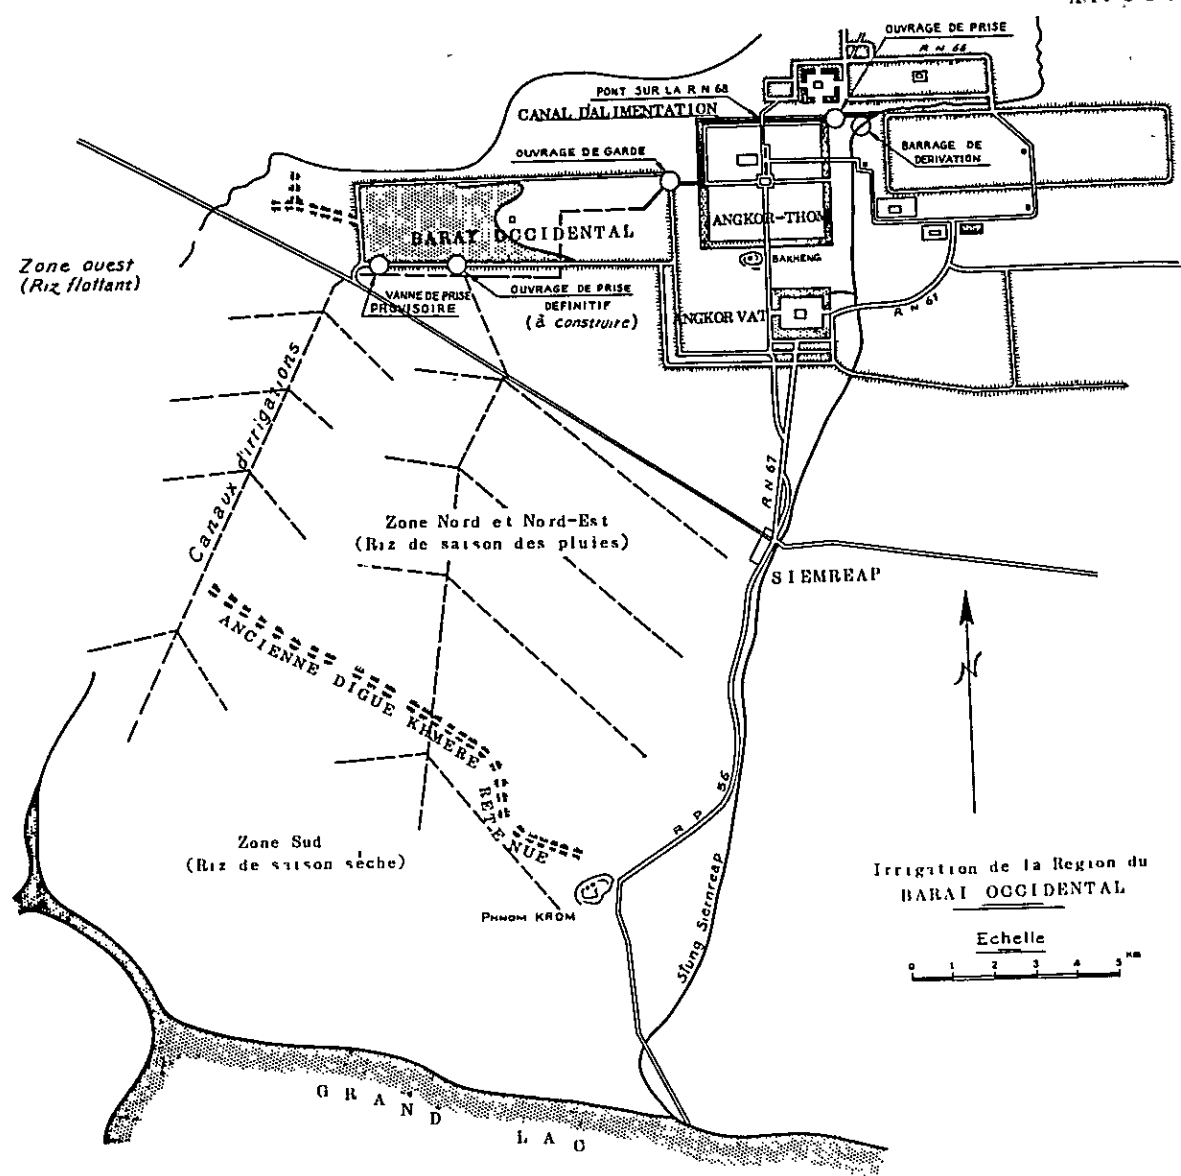 OUVRAGE DE PRISE
R N 66
PONT SUR LA R N 68
CANAL D'ALIMENTATION
OUVRAGE DE GARDE
BARRAGE DE
DERIVATION
ANGKOR-THOM
BARAY OCCIDENTAL
BAKHENG
Zone ouest
(Riz flottant)
VANNE DE PRISE
PROVISOIRE
OUVRAGE DE PRISE
DEFINITIF
(à construire)
ANGKOR VAT
R N 61
Canaux d'irrigations
R N 67
Zone Nord et Nord-Est
(Riz de saison des pluies)
SIEMREAP
ANCIENNE DIGUE KHMERE
RETENUE
N
R P 56
Zone Sud
(Riz de saison sèche)
PHNOM KROM
Stung Siemreap
Irrigation de la Region du
BARAI OCCIDENTAL
Echelle
0 1 2 3 4 5 KM
GRAND LAC